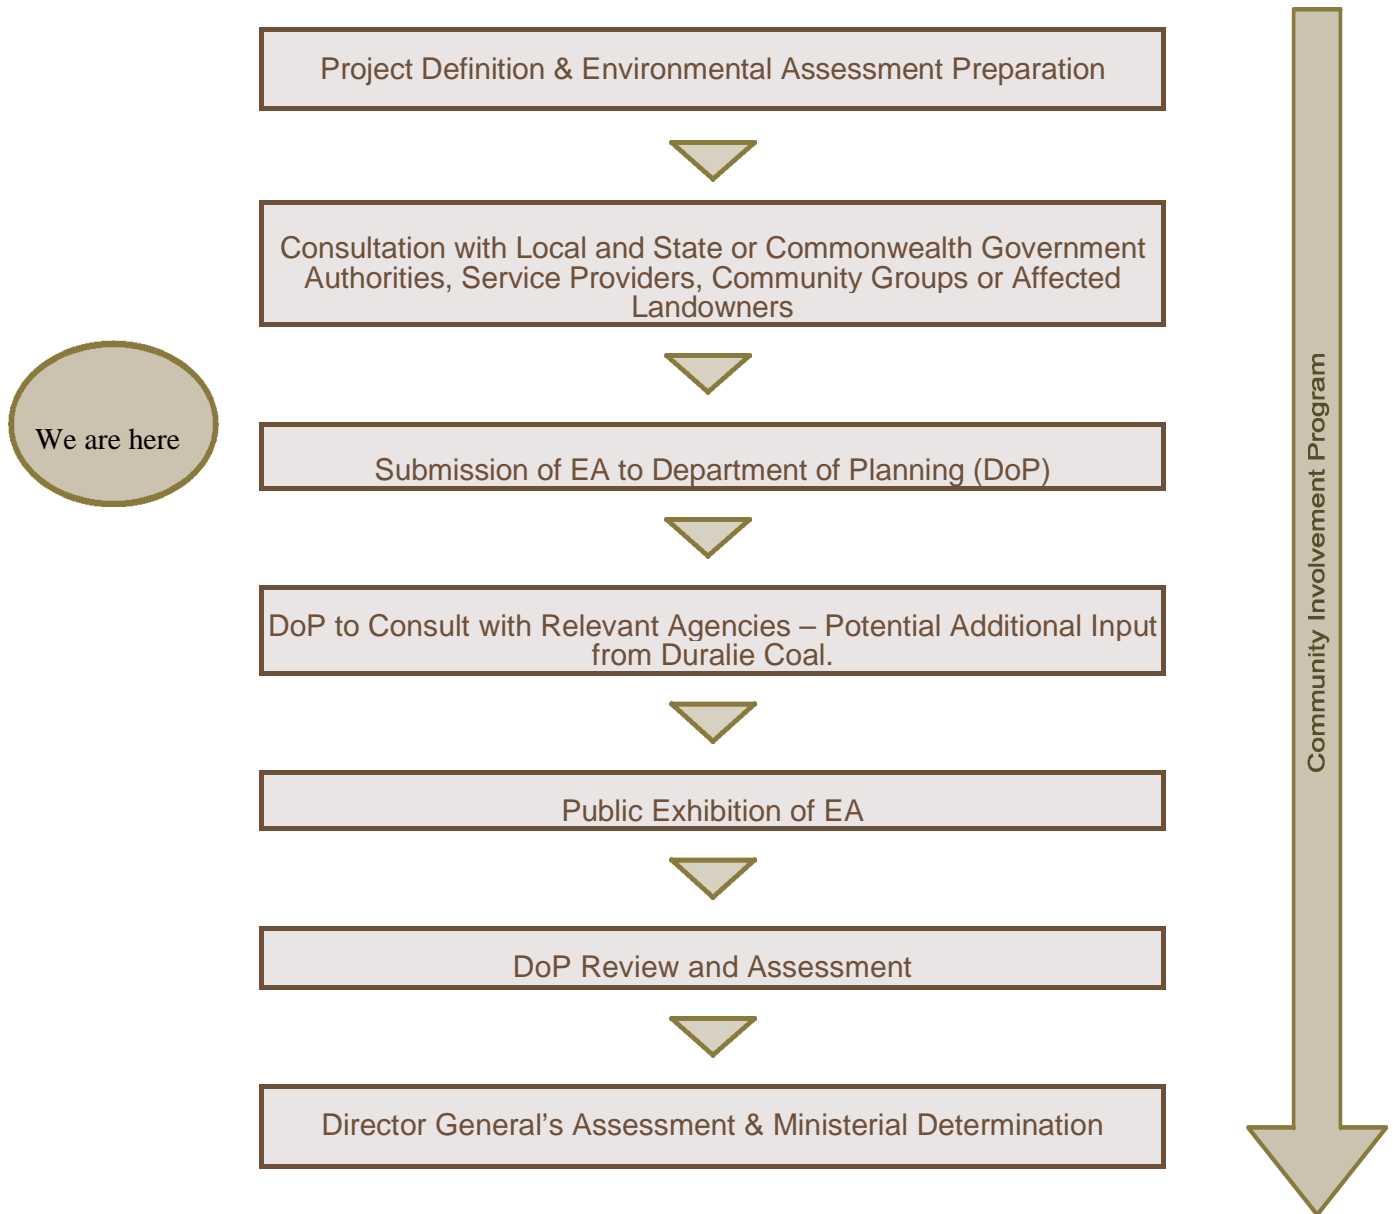 Project Definition & Environmental Assessment Preparation
Consultation with Local and State or Commonwealth Government
Authorities, Service Providers, Community Groups or Affected
Landowners
We are here
Submission of EA to Department of Planning (DoP)
DoP to Consult with Relevant Agencies – Potential Additional Input
from Duralie Coal.
Public Exhibition of EA
DoP Review and Assessment
Director General’s Assessment & Ministerial Determination
Community Involvement Program